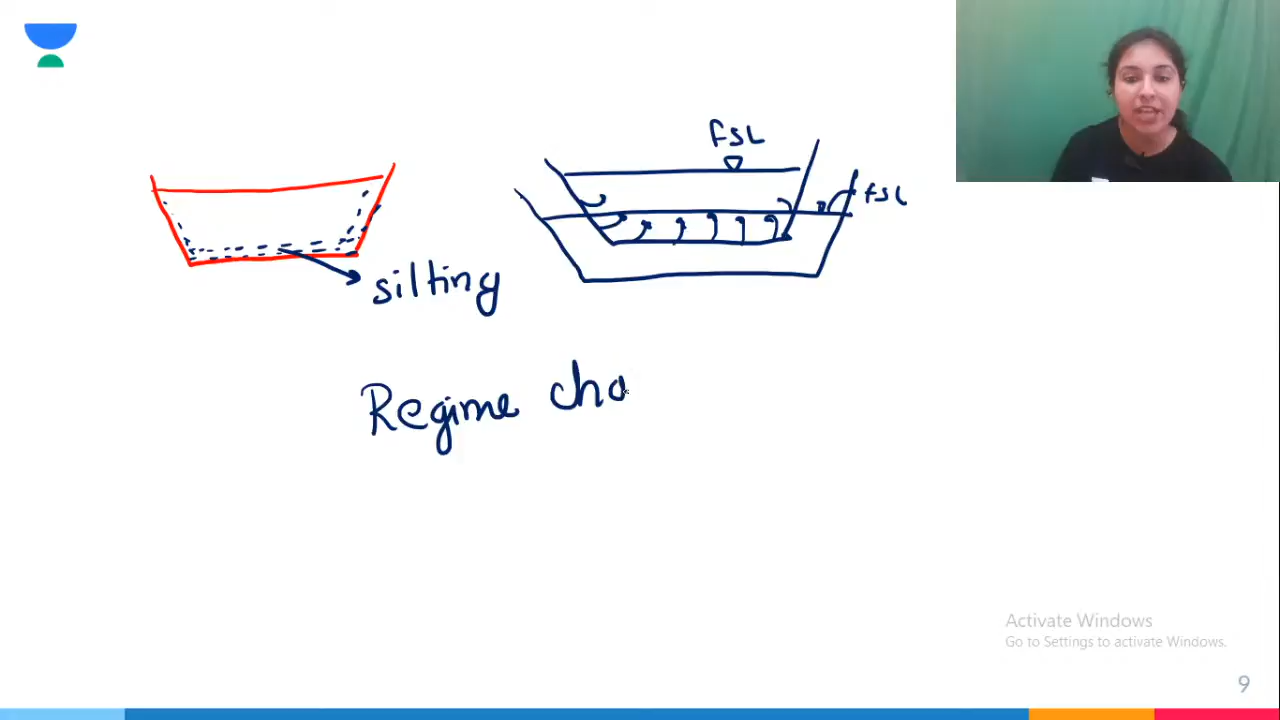 FSL
FSL
silting
Regime cha
Activate Windows
Go to Settings to activate Windows.
9